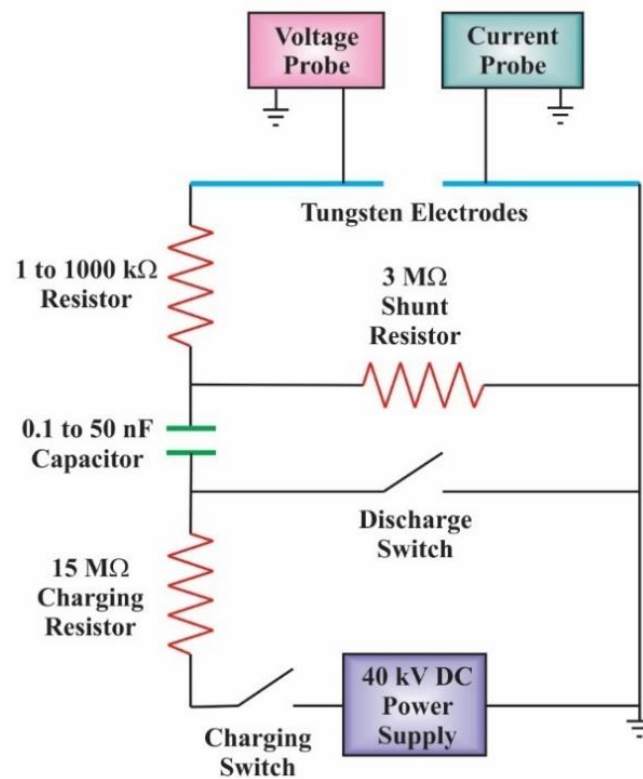 Voltage
Probe
Current
Probe
Tungsten Electrodes
1 to 1000 kΩ
Resistor
3 MΩ
Shunt
Resistor
0.1 to 50 nF
Capacitor
Discharge
Switch
15 MΩ
Charging
Resistor
40 kV DC
Power
Supply
Charging
Switch